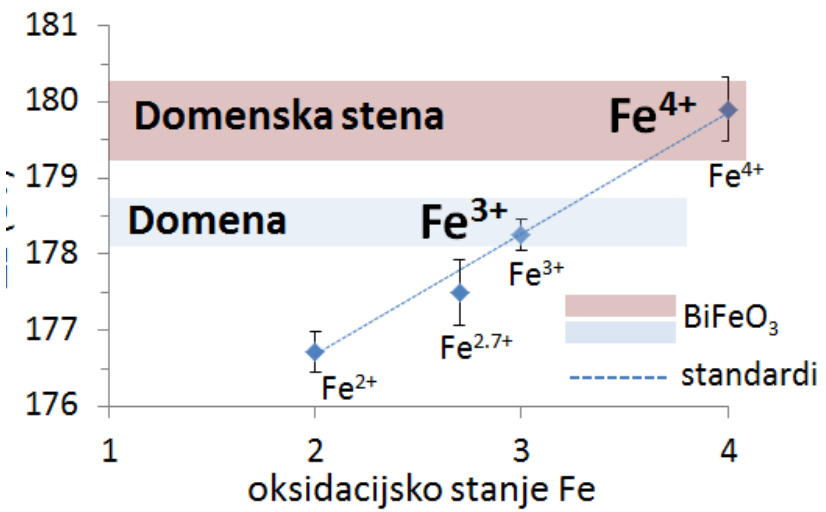 181
180
179
178
177
176
Domenska stena
Fe⁴⁺
Fe⁴⁺
Domena
Fe³⁺
Fe³⁺
Fe²·⁷⁺
Fe²⁺
BiFeO₃
standardi
1 2 3 4
oksidacijsko stanje Fe